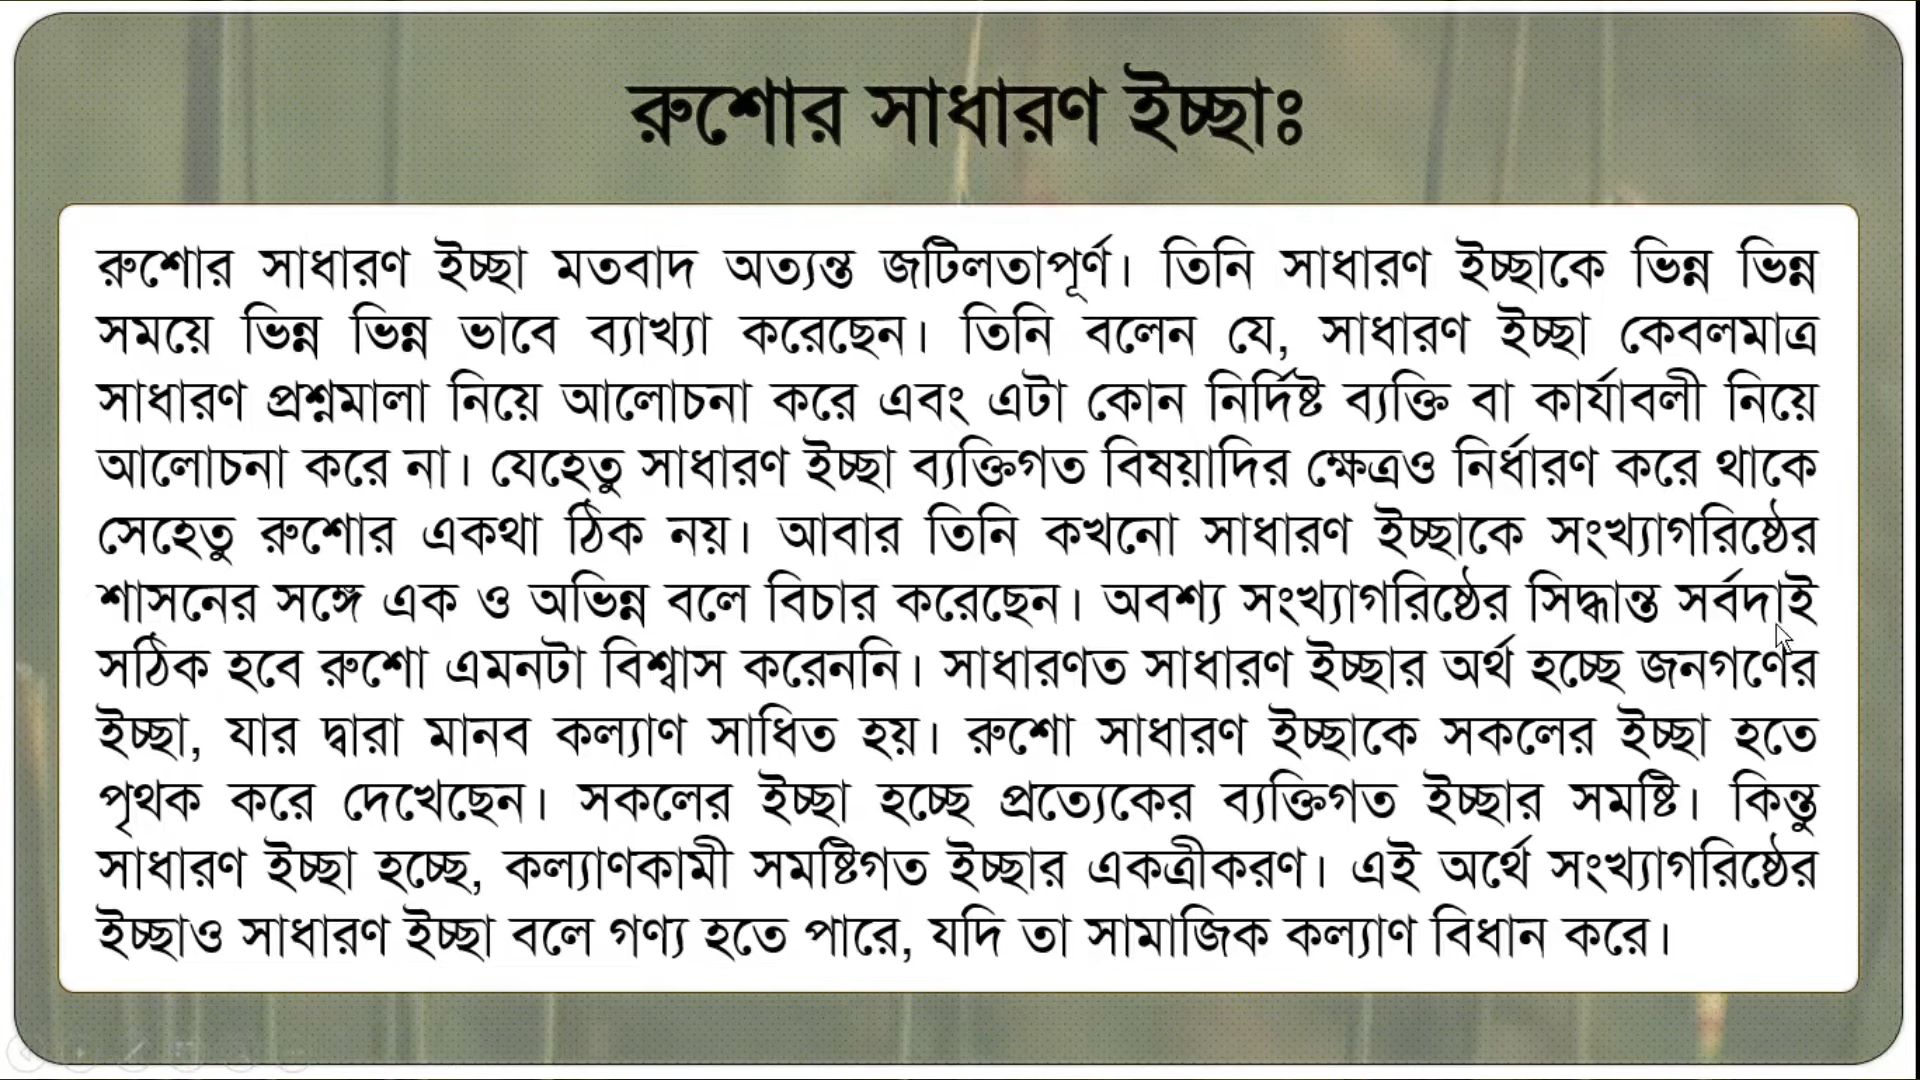 রুশোর সাধারণ ইচ্ছাঃ
রুশোর সাধারণ ইচ্ছা মতবাদ অত্যন্ত জটিলতাপূর্ণ। তিনি সাধারণ ইচ্ছাকে ভিন্ন ভিন্ন
সময়ে ভিন্ন ভিন্ন ভাবে ব্যাখ্যা করেছেন। তিনি বলেন যে, সাধারণ ইচ্ছা কেবলমাত্র
সাধারণ প্রশ্নমালা নিয়ে আলোচনা করে এবং এটা কোন নির্দিষ্ট ব্যক্তি বা কার্যাবলী নিয়ে
আলোচনা করে না। যেহেতু সাধারণ ইচ্ছা ব্যক্তিগত বিষয়াদির ক্ষেত্রও নির্ধারণ করে থাকে
সেহেতু রুশোর একথা ঠিক নয়। আবার তিনি কখনো সাধারণ ইচ্ছাকে সংখ্যাগরিষ্ঠের
শাসনের সঙ্গে এক ও অভিন্ন বলে বিচার করেছেন। অবশ্য সংখ্যাগরিষ্ঠের সিদ্ধান্ত সর্বদাই
সঠিক হবে রুশো এমনটা বিশ্বাস করেননি। সাধারণত সাধারণ ইচ্ছার অর্থ হচ্ছে জনগণের
ইচ্ছা, যার দ্বারা মানব কল্যাণ সাধিত হয়। রুশো সাধারণ ইচ্ছাকে সকলের ইচ্ছা হতে
পৃথক করে দেখেছেন। সকলের ইচ্ছা হচ্ছে প্রত্যেকের ব্যক্তিগত ইচ্ছার সমষ্টি। কিন্তু
সাধারণ ইচ্ছা হচ্ছে, কল্যাণকামী সমষ্টিগত ইচ্ছার একত্রীকরণ। এই অর্থে সংখ্যাগরিষ্ঠের
ইচ্ছাও সাধারণ ইচ্ছা বলে গণ্য হতে পারে, যদি তা সামাজিক কল্যাণ বিধান করে।